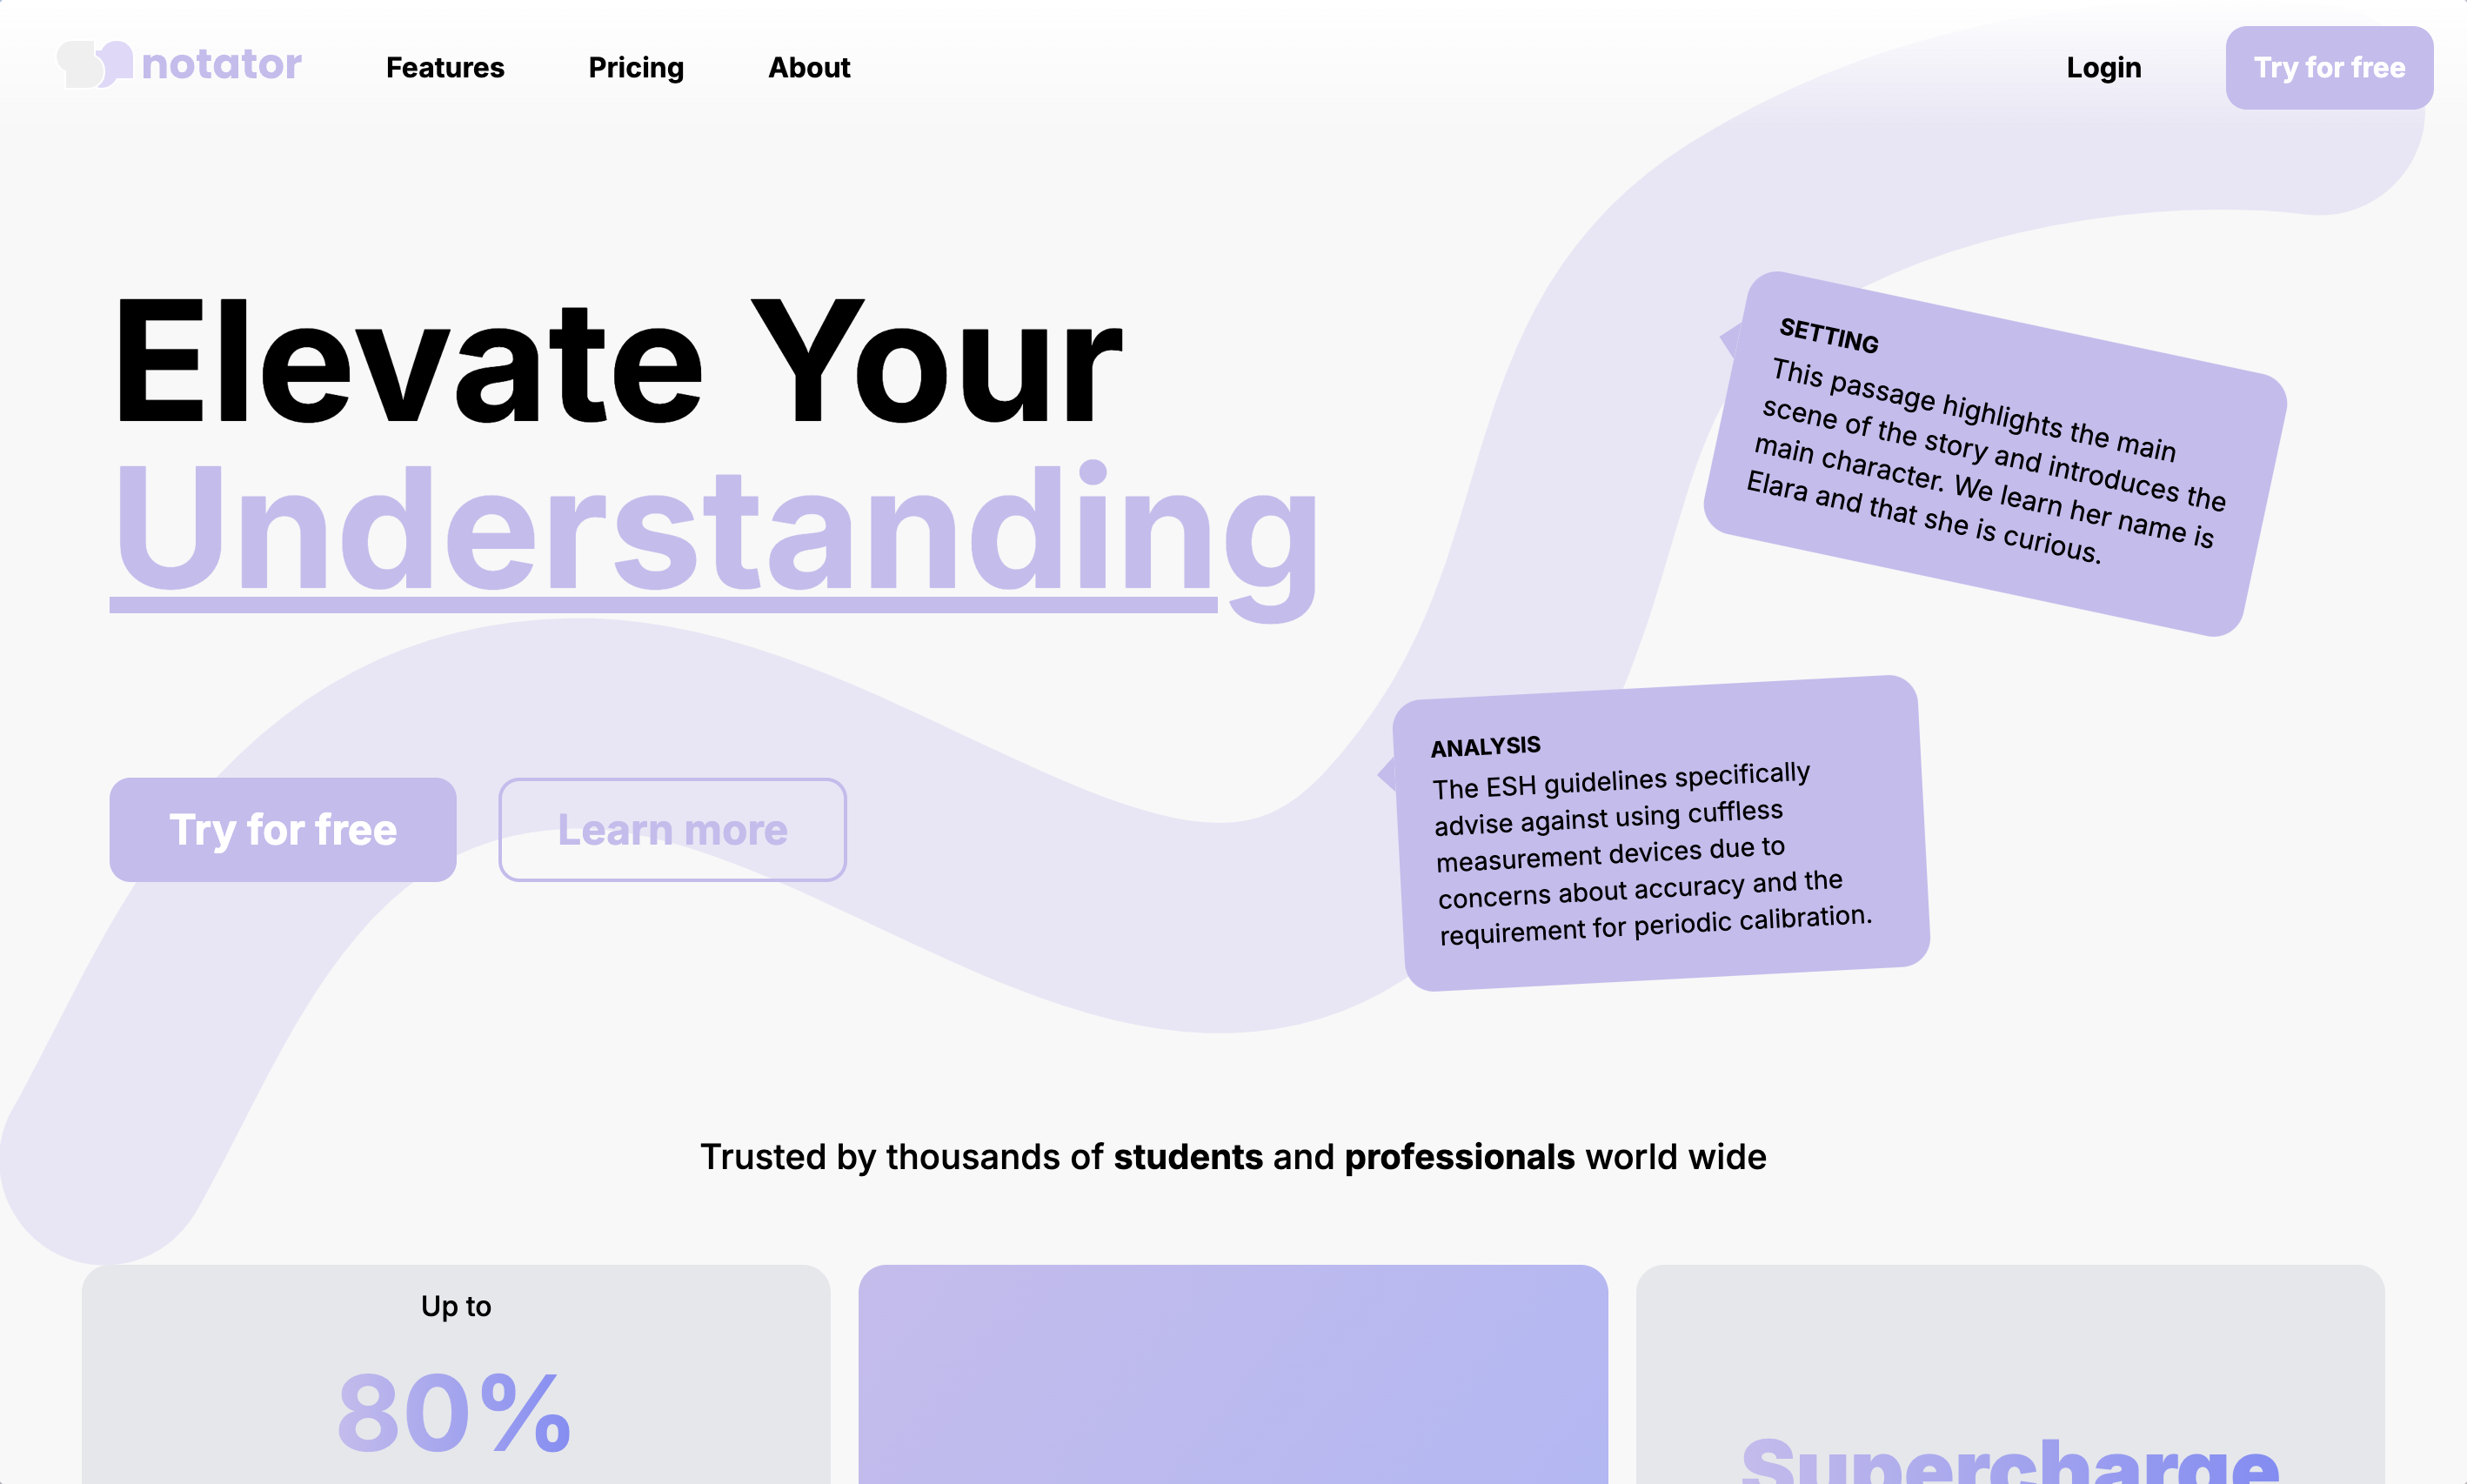 notator
Features
Pricing
About
Login
Try for free
Elevate Your
Understanding
SETTING
This passage highlights the main
scene of the story and introduces the
main character. We learn her name is
Elara and that she is curious.
ANALYSIS
The ESH guidelines specifically
advise against using cuffless
measurement devices due to
concerns about accuracy and the
requirement for periodic calibration.
Try for free
Learn more
Trusted by thousands of students and professionals world wide
Up to
80%
Supercharge